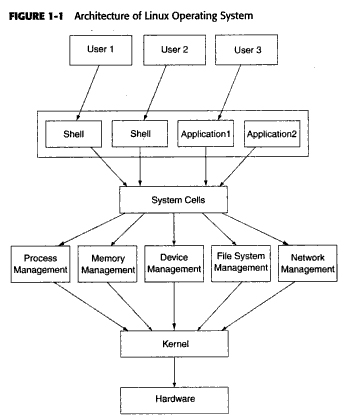 FIGURE 1-1 Architecture of Linux Operating System
User 1
User 2
User 3
Shell
Shell
Application1
Application2
System Cells
Process
Management
Memory
Management
Device
Management
File System
Management
Network
Management
Kernel
Hardware